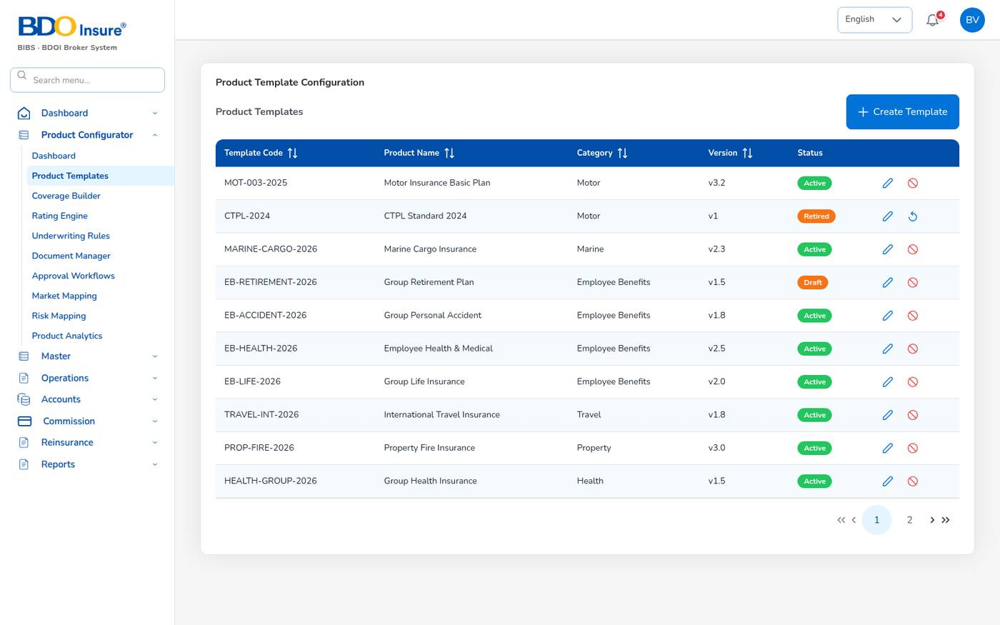 BDO Insure®
BIBS · BDOI Broker System
English
4
BV
Search menu...
Dashboard
Product Configurator
Dashboard
Product Templates
Coverage Builder
Rating Engine
Underwriting Rules
Document Manager
Approval Workflows
Market Mapping
Risk Mapping
Product Analytics
Master
Operations
Accounts
Commission
Reinsurance
Reports
Product Template Configuration
Product Templates
Create Template
Template Code Product Name Category Version Status
MOT-003-2025 Motor Insurance Basic Plan Motor v3.2 Active
CTPL-2024 CTPL Standard 2024 Motor v1 Retired
MARINE-CARGO-2026 Marine Cargo Insurance Marine v2.3 Active
EB-RETIREMENT-2026 Group Retirement Plan Employee Benefits v1.5 Draft
EB-ACCIDENT-2026 Group Personal Accident Employee Benefits v1.8 Active
EB-HEALTH-2026 Employee Health & Medical Employee Benefits v2.5 Active
EB-LIFE-2026 Group Life Insurance Employee Benefits v2.0 Active
TRAVEL-INT-2026 International Travel Insurance Travel v1.8 Active
PROP-FIRE-2026 Property Fire Insurance Property v3.0 Active
HEALTH-GROUP-2026 Group Health Insurance Health v1.5 Active
1 2